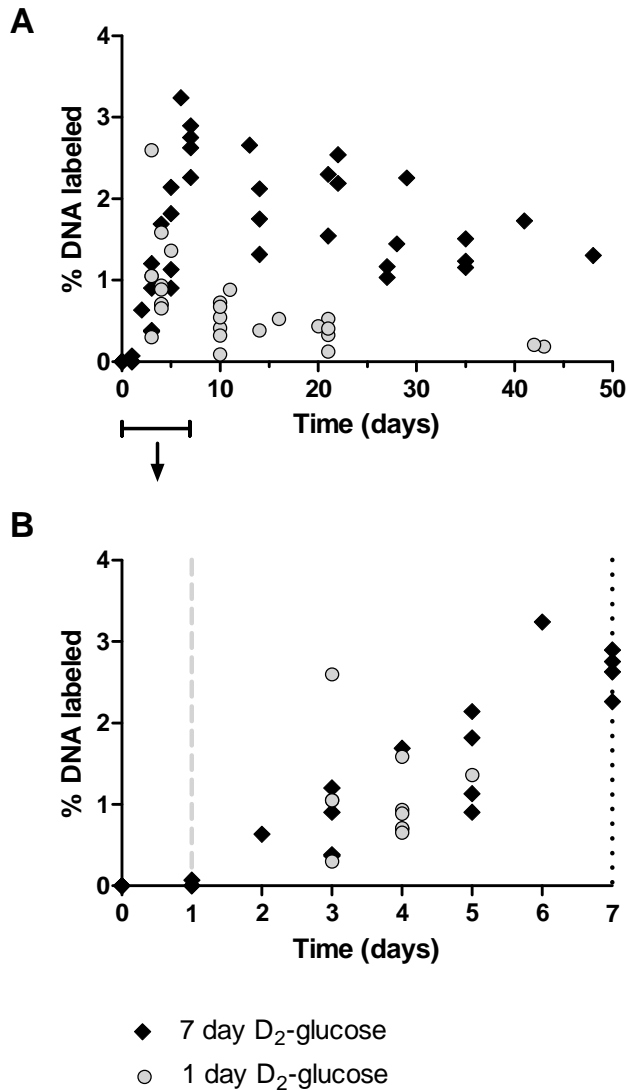 A
4
3
2
1
0
% DNA labeled
0 10 20 30 40 50
Time (days)
B
4
3
2
1
0
% DNA labeled
0 1 2 3 4 5 6 7
Time (days)
7 day D₂-glucose
1 day D₂-glucose